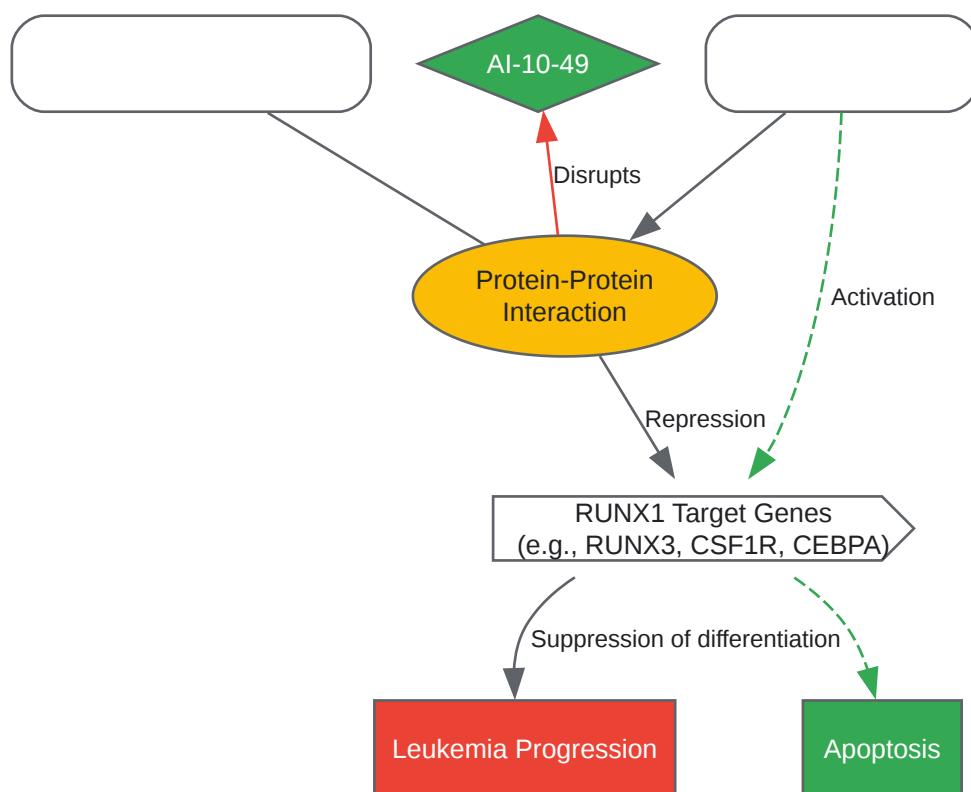 AI-10-49
Disrupts
Protein-Protein
Interaction
Activation
Repression
RUNX1 Target Genes
(e.g., RUNX3, CSF1R, CEBPA)
Suppression of differentiation
Leukemia Progression
Apoptosis